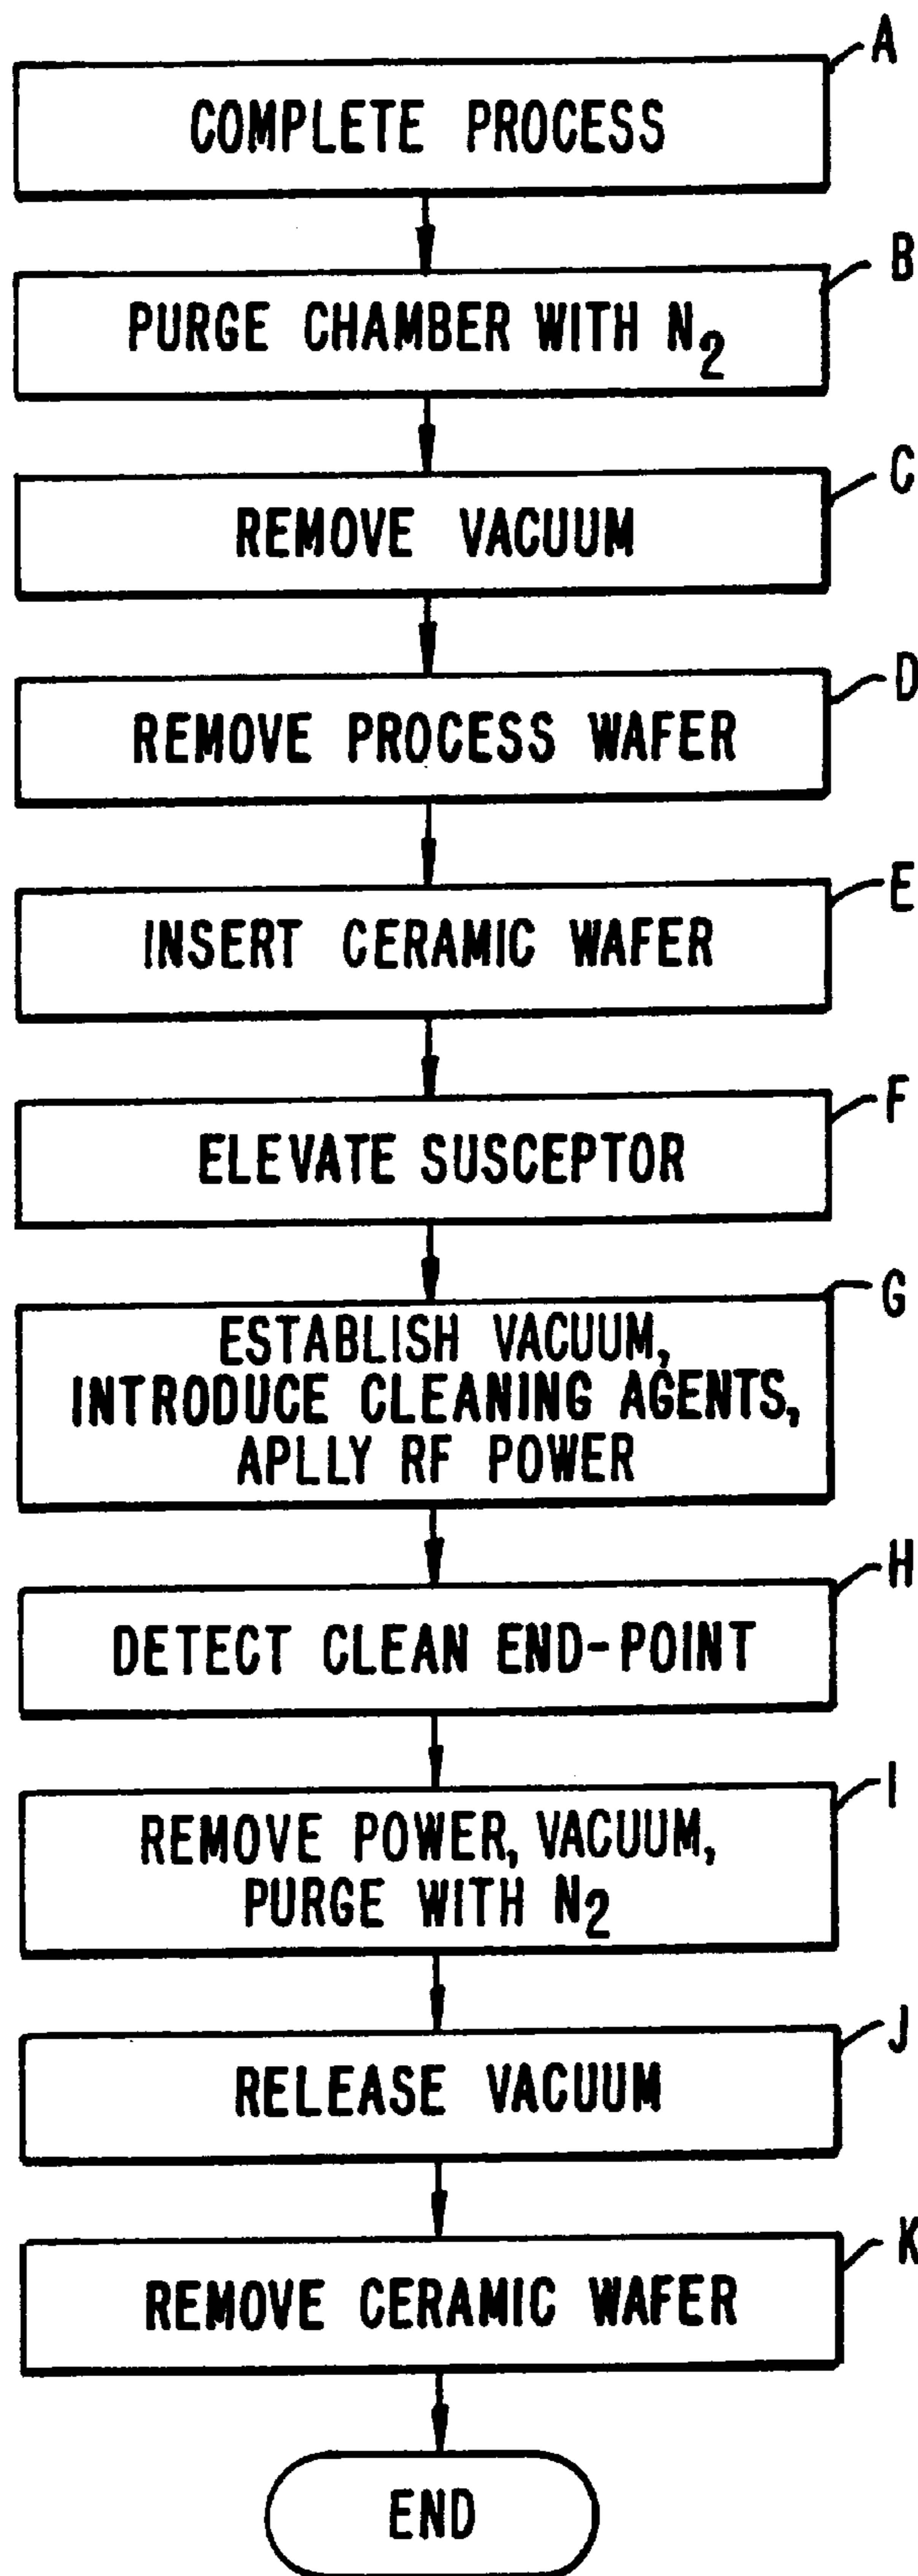 A
COMPLETE PROCESS
B
PURGE CHAMBER WITH N2
C
REMOVE VACUUM
D
REMOVE PROCESS WAFER
E
INSERT CERAMIC WAFER
F
ELEVATE SUSCEPTOR
G
ESTABLISH VACUUM,
INTRODUCE CLEANING AGENTS,
APLLY RF POWER
H
DETECT CLEAN END-POINT
I
REMOVE POWER, VACUUM,
PURGE WITH N2
J
RELEASE VACUUM
K
REMOVE CERAMIC WAFER
END